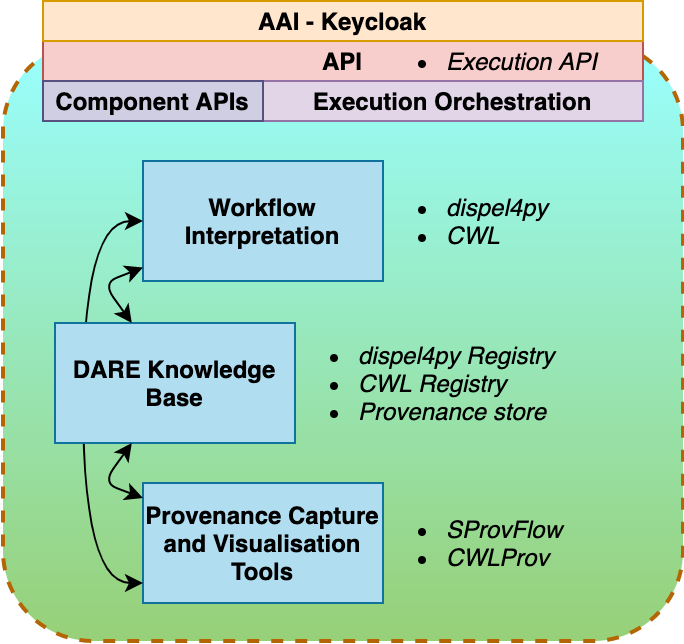 AAI - Keycloak
API • Execution API
Component APIs
Execution Orchestration
Workflow
Interpretation
• dispel4py
• CWL
DARE Knowledge
Base
• dispel4py Registry
• CWL Registry
• Provenance store
Provenance Capture
and Visualisation
Tools
• SProvFlow
• CWLProv